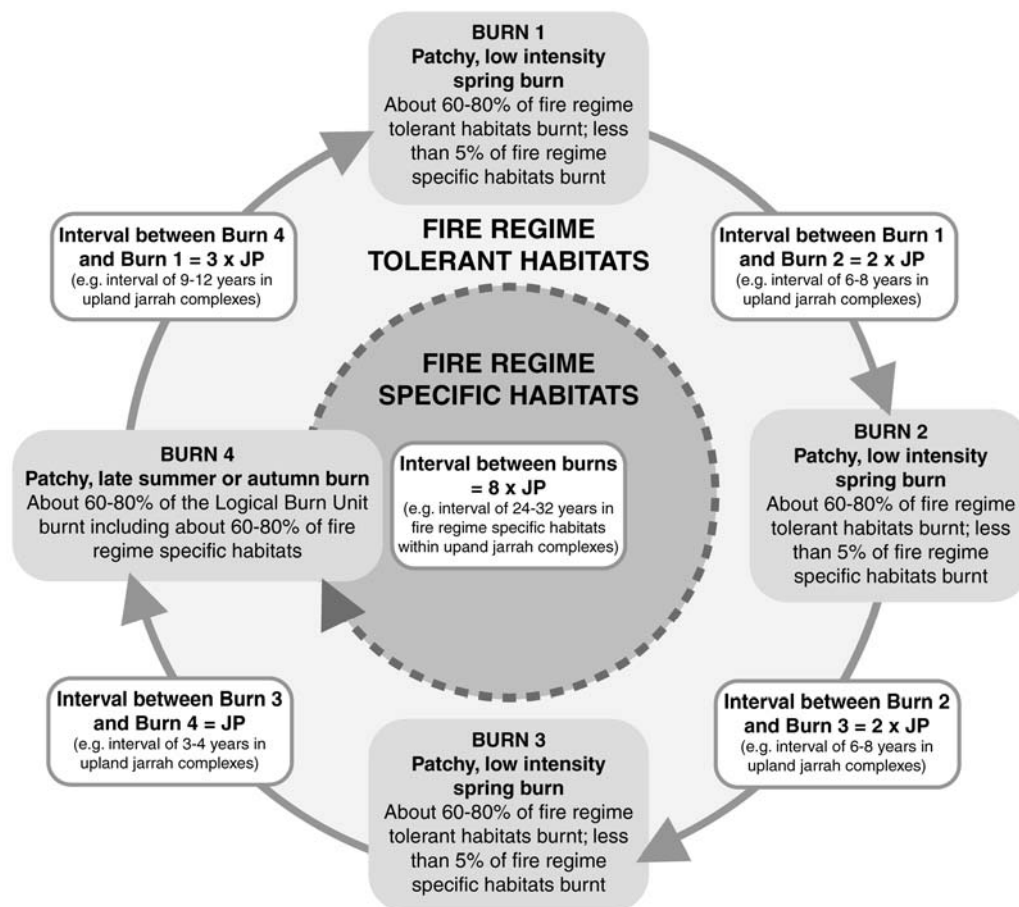 BURN 1
Patchy, low intensity
spring burn
About 60-80% of fire regime
tolerant habitats burnt; less
than 5% of fire regime
specific habitats burnt
Interval between Burn 4
and Burn 1 = 3 x JP
(e.g. interval of 9-12 years in
upland jarrah complexes)
FIRE REGIME
TOLERANT HABITATS
Interval between Burn 1
and Burn 2 = 2 x JP
(e.g. interval of 6-8 years in
upland jarrah complexes)
FIRE REGIME
SPECIFIC HABITATS
BURN 4
Patchy, late summer or autumn burn
About 60-80% of the Logical Burn Unit
burnt including about 60-80% of fire
regime specific habitats
Interval between burns
= 8 x JP
(e.g. interval of 24-32 years in
fire regime specific habitats
within upand jarrah complexes)
BURN 2
Patchy, low intensity
spring burn
About 60-80% of fire regime
tolerant habitats burnt; less
than 5% of fire regime
specific habitats burnt
Interval between Burn 3
and Burn 4 = JP
(e.g. interval of 3-4 years in
upland jarrah complexes)
BURN 3
Patchy, low intensity
spring burn
About 60-80% of fire regime
tolerant habitats burnt; less
than 5% of fire regime
specific habitats burnt
Interval between Burn 2
and Burn 3 = 2 x JP
(e.g. interval of 6-8 years in
upland jarrah complexes)